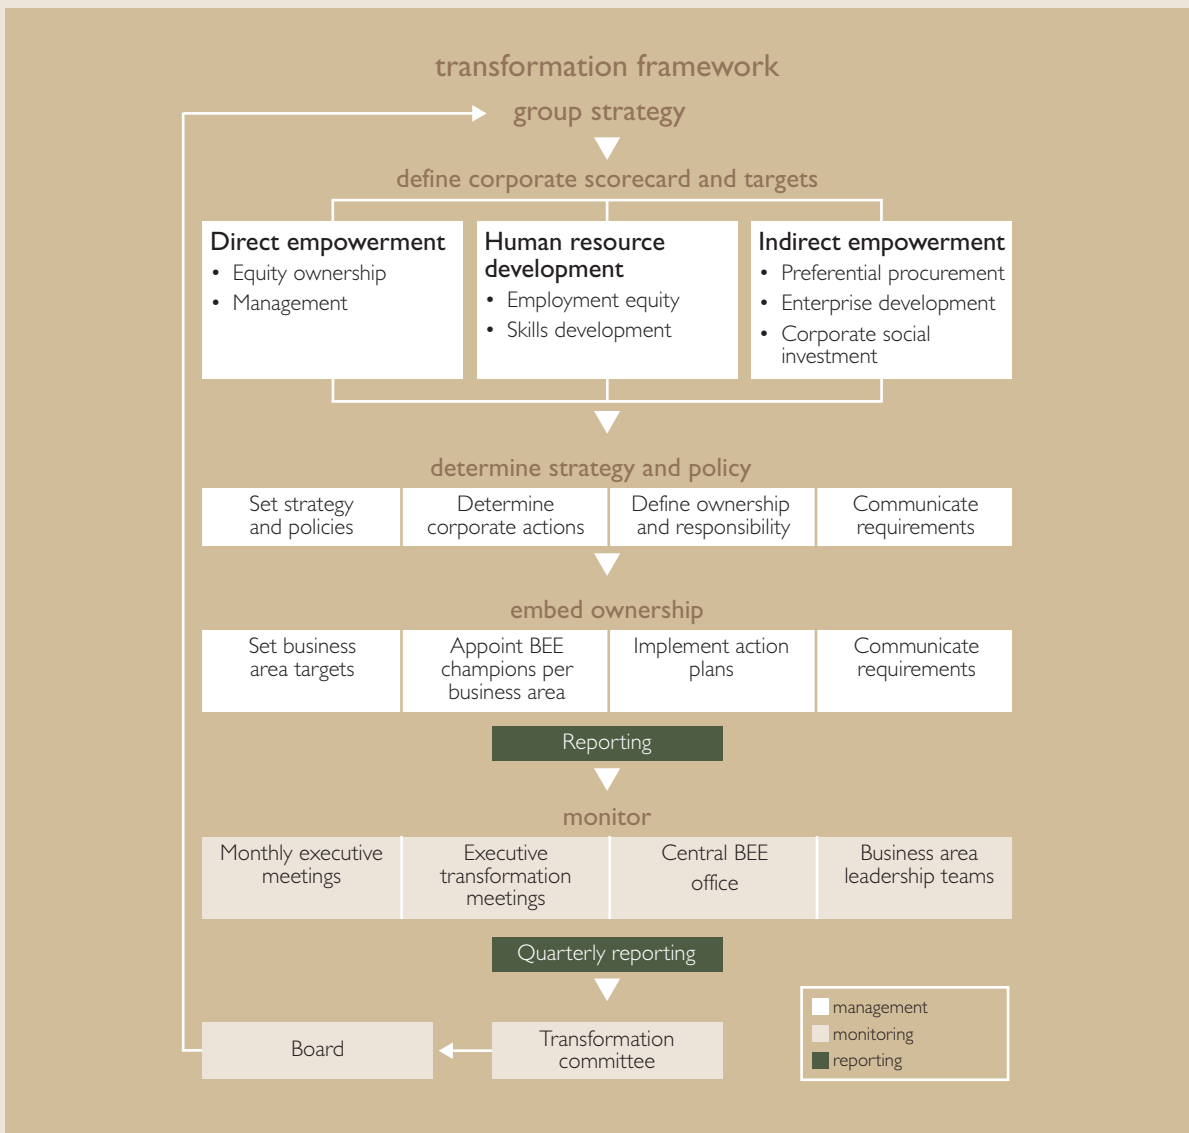 transformation framework
group strategy
define corporate scorecard and targets
Direct empowerment
• Equity ownership
• Management
Human resource
development
• Employment equity
• Skills development
Indirect empowerment
• Preferential procurement
• Enterprise development
• Corporate social
investment
determine strategy and policy
Set strategy
and policies
Determine
corporate actions
Define ownership
and responsibility
Communicate
requirements
embed ownership
Set business
area targets
Appoint BEE
champions per
business area
Implement action
plans
Communicate
requirements
Reporting
monitor
Monthly executive
meetings
Executive
transformation
meetings
Central BEE
office
Business area
leadership teams
Quarterly reporting
Board
Transformation
committee
management
monitoring
reporting